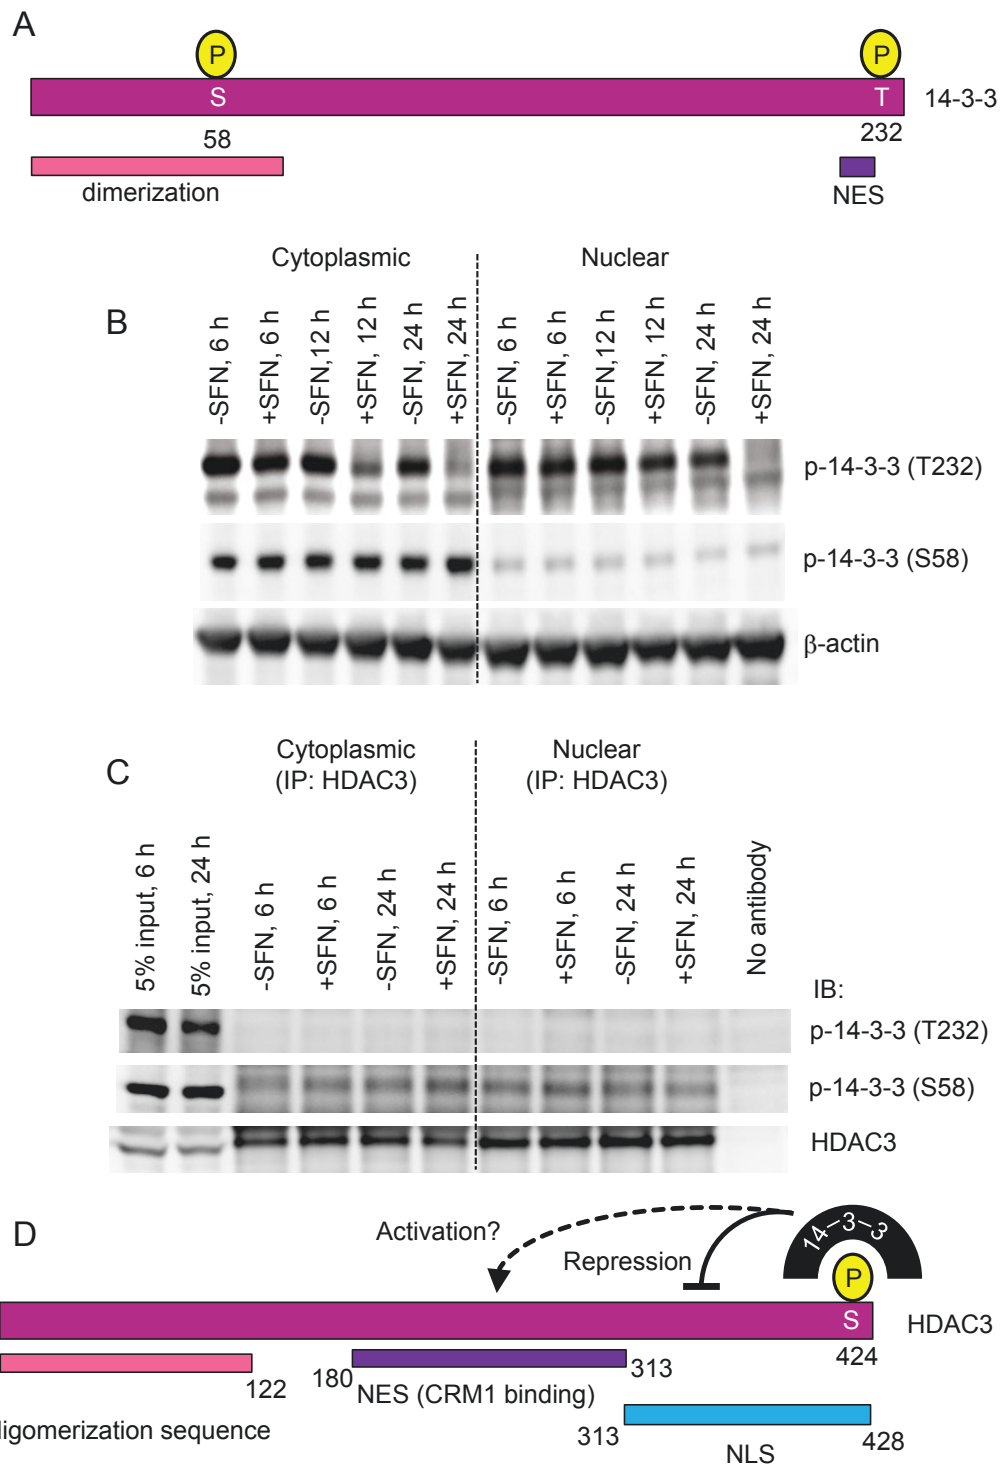 A
P
P
S
T
14-3-3
58
232
dimerization
NES
Cytoplasmic
Nuclear
B
-SFN, 6 h
+SFN, 6 h
-SFN,12 h
+SFN, 12 h
-SFN, 24 h
+SFN, 24 h
-SFN, 6 h
+SFN, 6 h
-SFN,12 h
+SFN, 12 h
-SFN, 24 h
+SFN, 24 h
p-14-3-3 (T232)
p-14-3-3 (S58)
β-actin
C
Cytoplasmic
(IP: HDAC3)
Nuclear
(IP: HDAC3)
5% input, 6 h
5% input, 24 h
-SFN, 6 h
+SFN, 6 h
-SFN, 24 h
+SFN, 24 h
-SFN, 6 h
+SFN, 6 h
-SFN, 24 h
+SFN, 24 h
No antibody
IB:
p-14-3-3 (T232)
p-14-3-3 (S58)
HDAC3
D
Activation?
Repression
14-3-3
P
S
HDAC3
424
122
180
313
NES (CRM1 binding)
ligomerization sequence
313
428
NLS